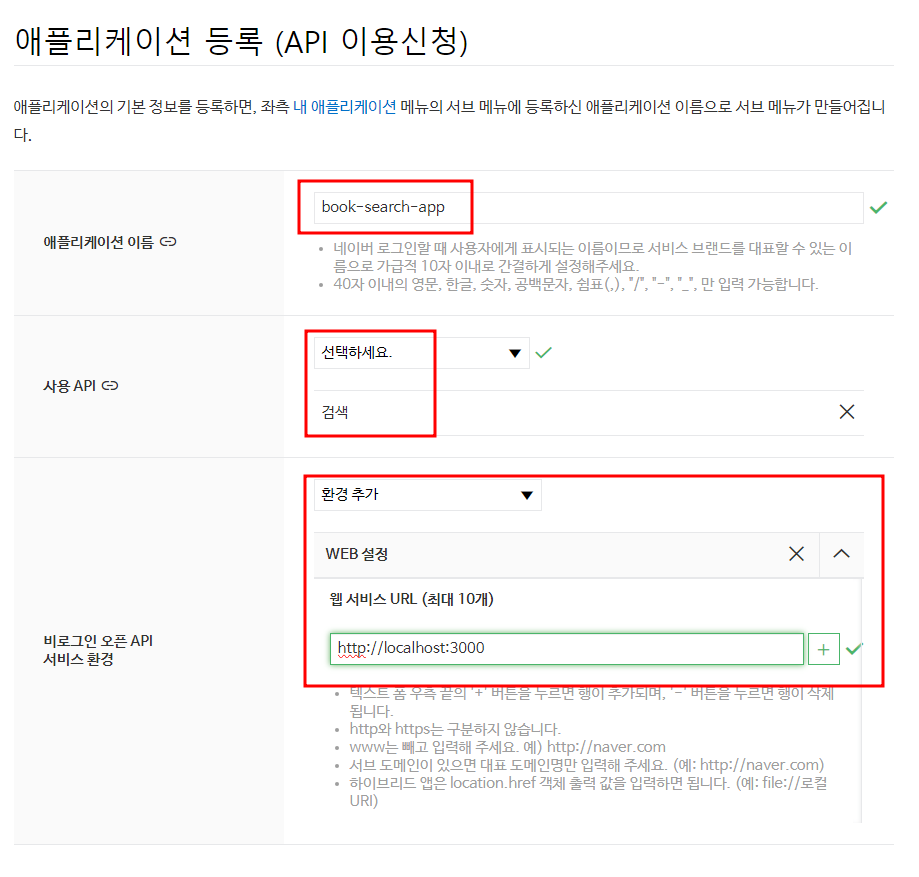 애플리케이션 등록 (API 이용신청)
애플리케이션의 기본 정보를 등록하면, 좌측 내 애플리케이션 메뉴의 서브 메뉴에 등록하신 애플리케이션 이름으로 서브 메뉴가 만들어집니
다.
애플리케이션 이름
book-search-app
네이버 로그인할 때 사용자에게 표시되는 이름이므로 서비스 브랜드를 대표할 수 있는 이
름으로 가급적 10자 이내로 간결하게 설정해주세요.
40자 이내의 영문, 한글, 숫자, 공백문자, 쉼표(,), "/", "-", "_", 만 입력 가능합니다.
사용 API
선택하세요.
검색
비로그인 오픈 API
서비스 환경
환경 추가
WEB 설정
웹 서비스 URL (최대 10개)
http://localhost:3000
텍스트 폼 우측 끝의 '+' 버튼을 누르면 행이 추가되며, '-' 버튼을 누르면 행이 삭제
됩니다.
http와 https는 구분하지 않습니다.
www는 빼고 입력해 주세요. 예) http://naver.com
서브 도메인이 있으면 대표 도메인명만 입력해 주세요. (예: http://naver.com)
하이브리드 앱은 location.href 객체 출력 값을 입력하면 됩니다. (예: file://로컬
URI)